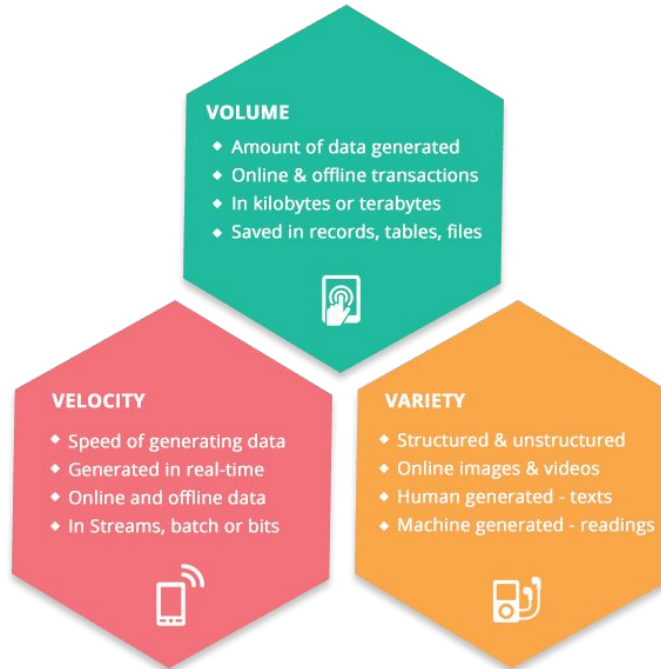 VOLUME
◆ Amount of data generated
◆ Online & offline transactions
◆ In kilobytes or terabytes
◆ Saved in records, tables, files
VELOCITY
◆ Speed of generating data
◆ Generated in real-time
◆ Online and offline data
◆ In Streams, batch or bits
VARIETY
◆ Structured & unstructured
◆ Online images & videos
◆ Human generated - texts
◆ Machine generated - readings